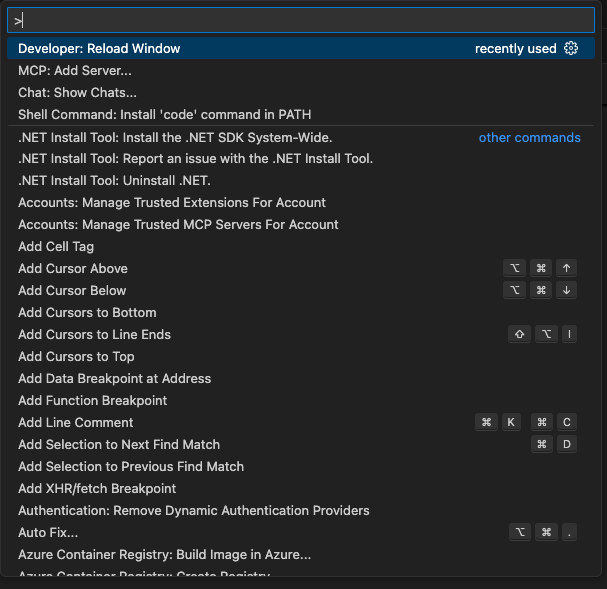 >
Developer: Reload Window recently used
MCP: Add Server...
Chat: Show Chats...
Shell Command: Install 'code' command in PATH
.NET Install Tool: Install the .NET SDK System-Wide. other commands
.NET Install Tool: Report an issue with the .NET Install Tool.
.NET Install Tool: Uninstall .NET.
Accounts: Manage Trusted Extensions For Account
Accounts: Manage Trusted MCP Servers For Account
Add Cell Tag
Add Cursor Above ⌥ ⌘ ↑
Add Cursor Below ⌥ ⌘ ↓
Add Cursors to Bottom
Add Cursors to Line Ends ⇧ ⌥ I
Add Cursors to Top
Add Data Breakpoint at Address
Add Function Breakpoint
Add Line Comment ⌘ K ⌘ C
Add Selection to Next Find Match ⌘ D
Add Selection to Previous Find Match
Add XHR/fetch Breakpoint
Authentication: Remove Dynamic Authentication Providers
Auto Fix... ⌥ ⌘ .
Azure Container Registry: Build Image in Azure...
Azure Container Registry: Create Registry